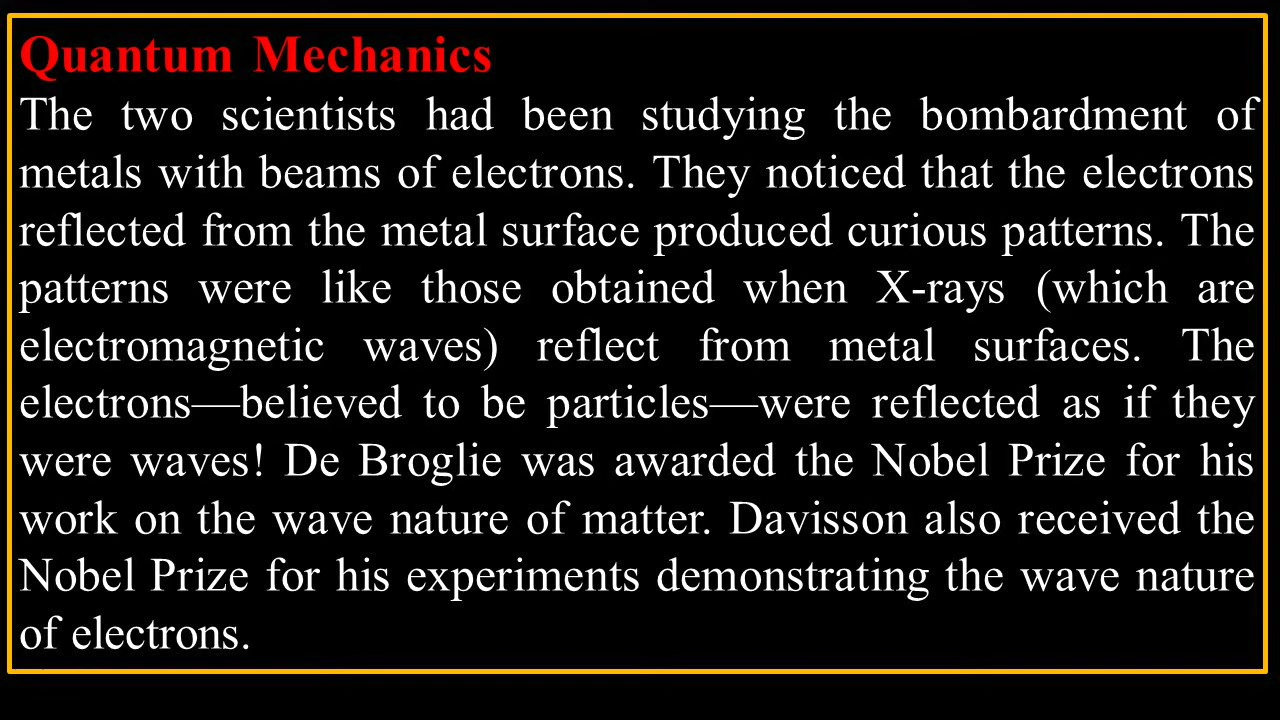 Quantum Mechanics
The two scientists had been studying the bombardment of
metals with beams of electrons. They noticed that the electrons
reflected from the metal surface produced curious patterns. The
patterns were like those obtained when X-rays (which are
electromagnetic waves) reflect from metal surfaces. The
electrons—believed to be particles—were reflected as if they
were waves! De Broglie was awarded the Nobel Prize for his
work on the wave nature of matter. Davisson also received the
Nobel Prize for his experiments demonstrating the wave nature
of electrons.